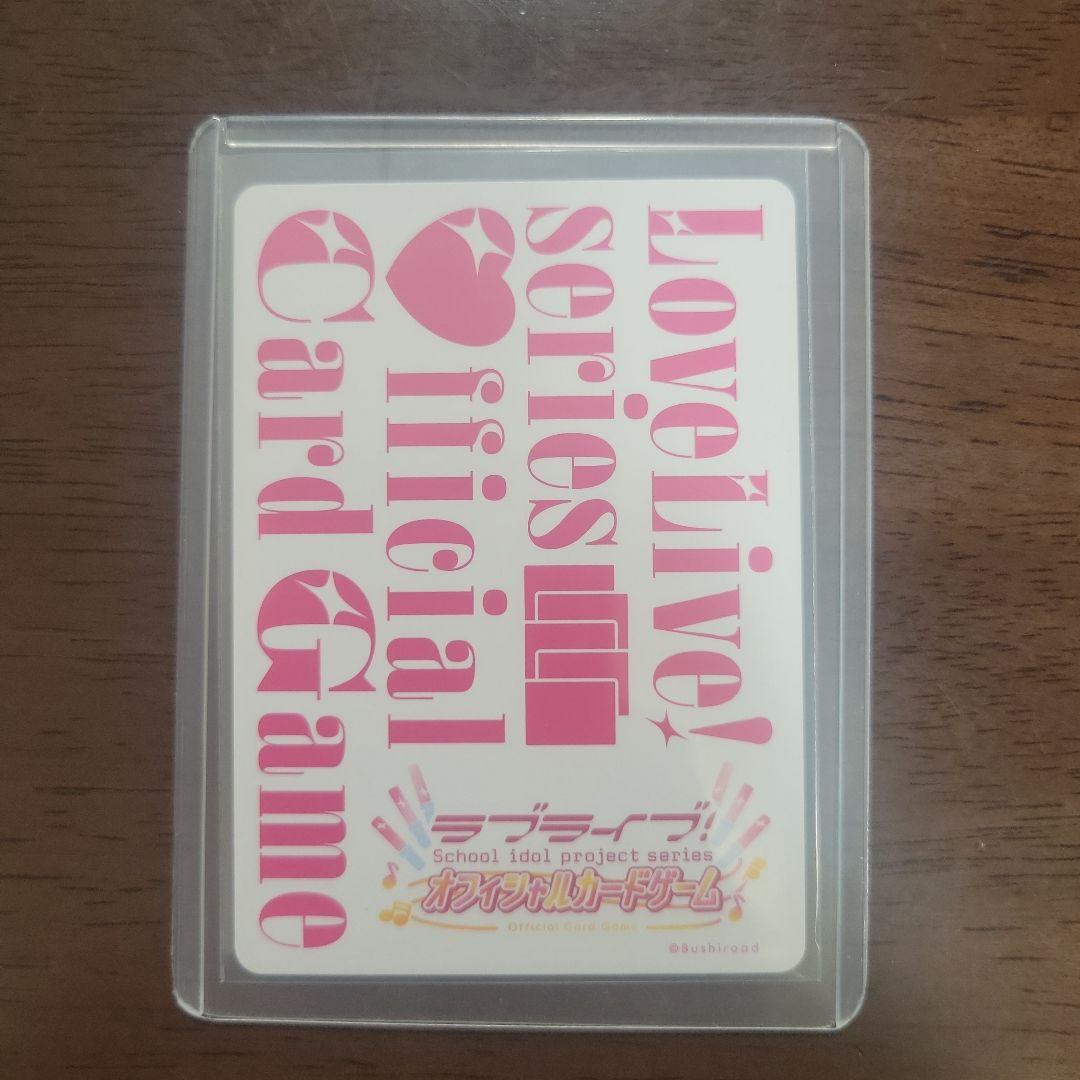 LoveLive!
series
♥fficial
Card Game
ラブライブ!
School idol project series
オフィシャルカードゲーム
Official Card Game
©Bushiroad